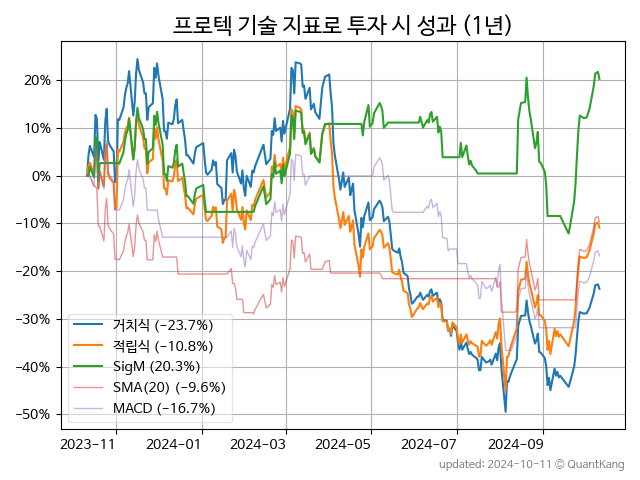 프로텍 기술 지표로 투자 시 성과 (1년)
20%
10%
0%
−10%
−20%
−30%
−40%
−50%
거치식 (−23.7%)
적립식 (−10.8%)
SigM (20.3%)
SMA(20) (−9.6%)
MACD (−16.7%)
2023−11 2024−01 2024−03 2024−05 2024−07 2024−09
updated: 2024-10-11 © QuantKang